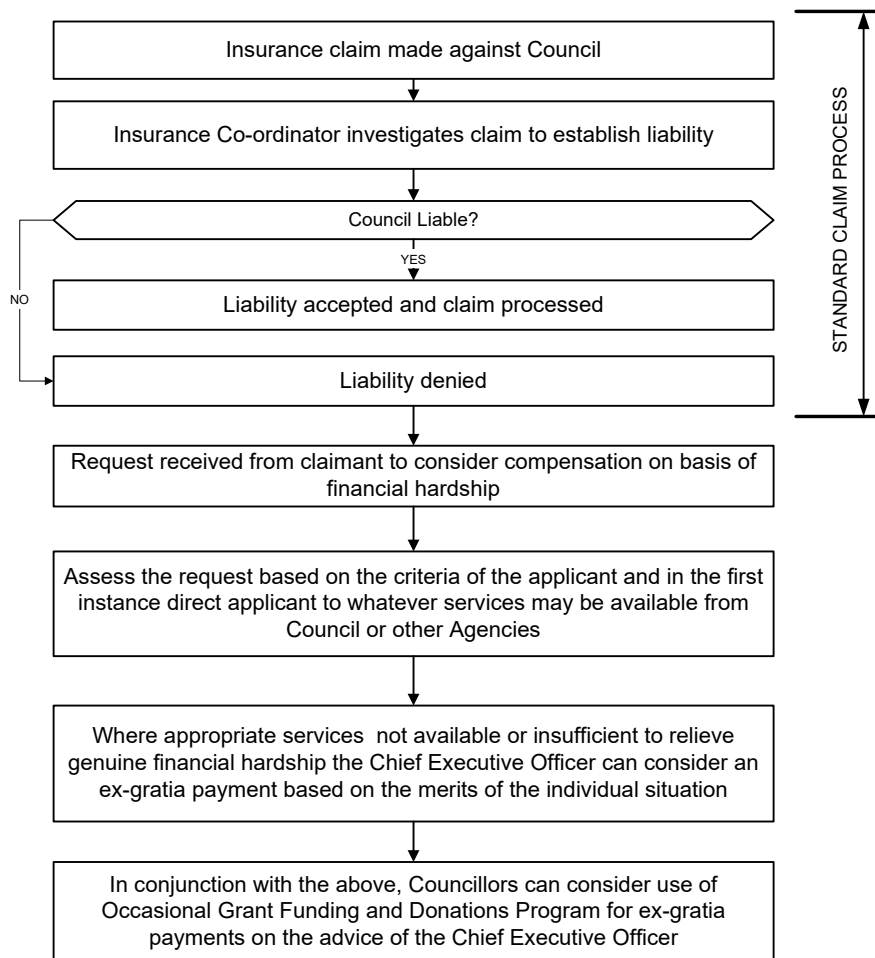 Insurance claim made against Council
Insurance Co-ordinator investigates claim to establish liability
Council Liable?
YES
NO
Liability accepted and claim processed
Liability denied
STANDARD CLAIM PROCESS
Request received from claimant to consider compensation on basis of
financial hardship
Assess the request based on the criteria of the applicant and in the first
instance direct applicant to whatever services may be available from
Council or other Agencies
Where appropriate services not available or insufficient to relieve
genuine financial hardship the Chief Executive Officer can consider an
ex-gratia payment based on the merits of the individual situation
In conjunction with the above, Councillors can consider use of
Occasional Grant Funding and Donations Program for ex-gratia
payments on the advice of the Chief Executive Officer